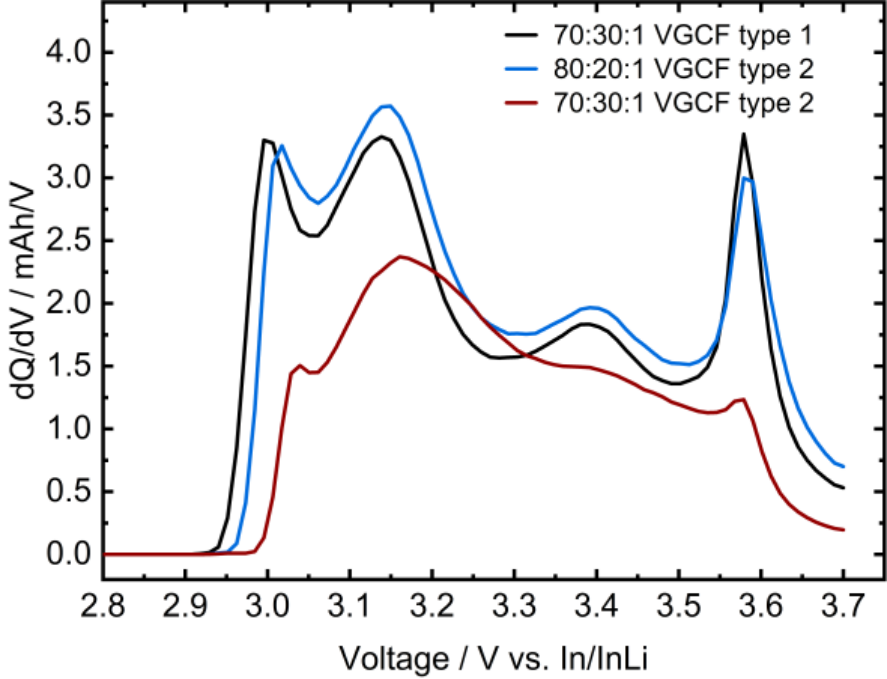 70:30:1 VGCF type 1
80:20:1 VGCF type 2
70:30:1 VGCF type 2
dQ/dV / mAh/V
4.0
3.5
3.0
2.5
2.0
1.5
1.0
0.5
0.0
2.8 2.9 3.0 3.1 3.2 3.3 3.4 3.5 3.6 3.7
Voltage / V vs. In/InLi